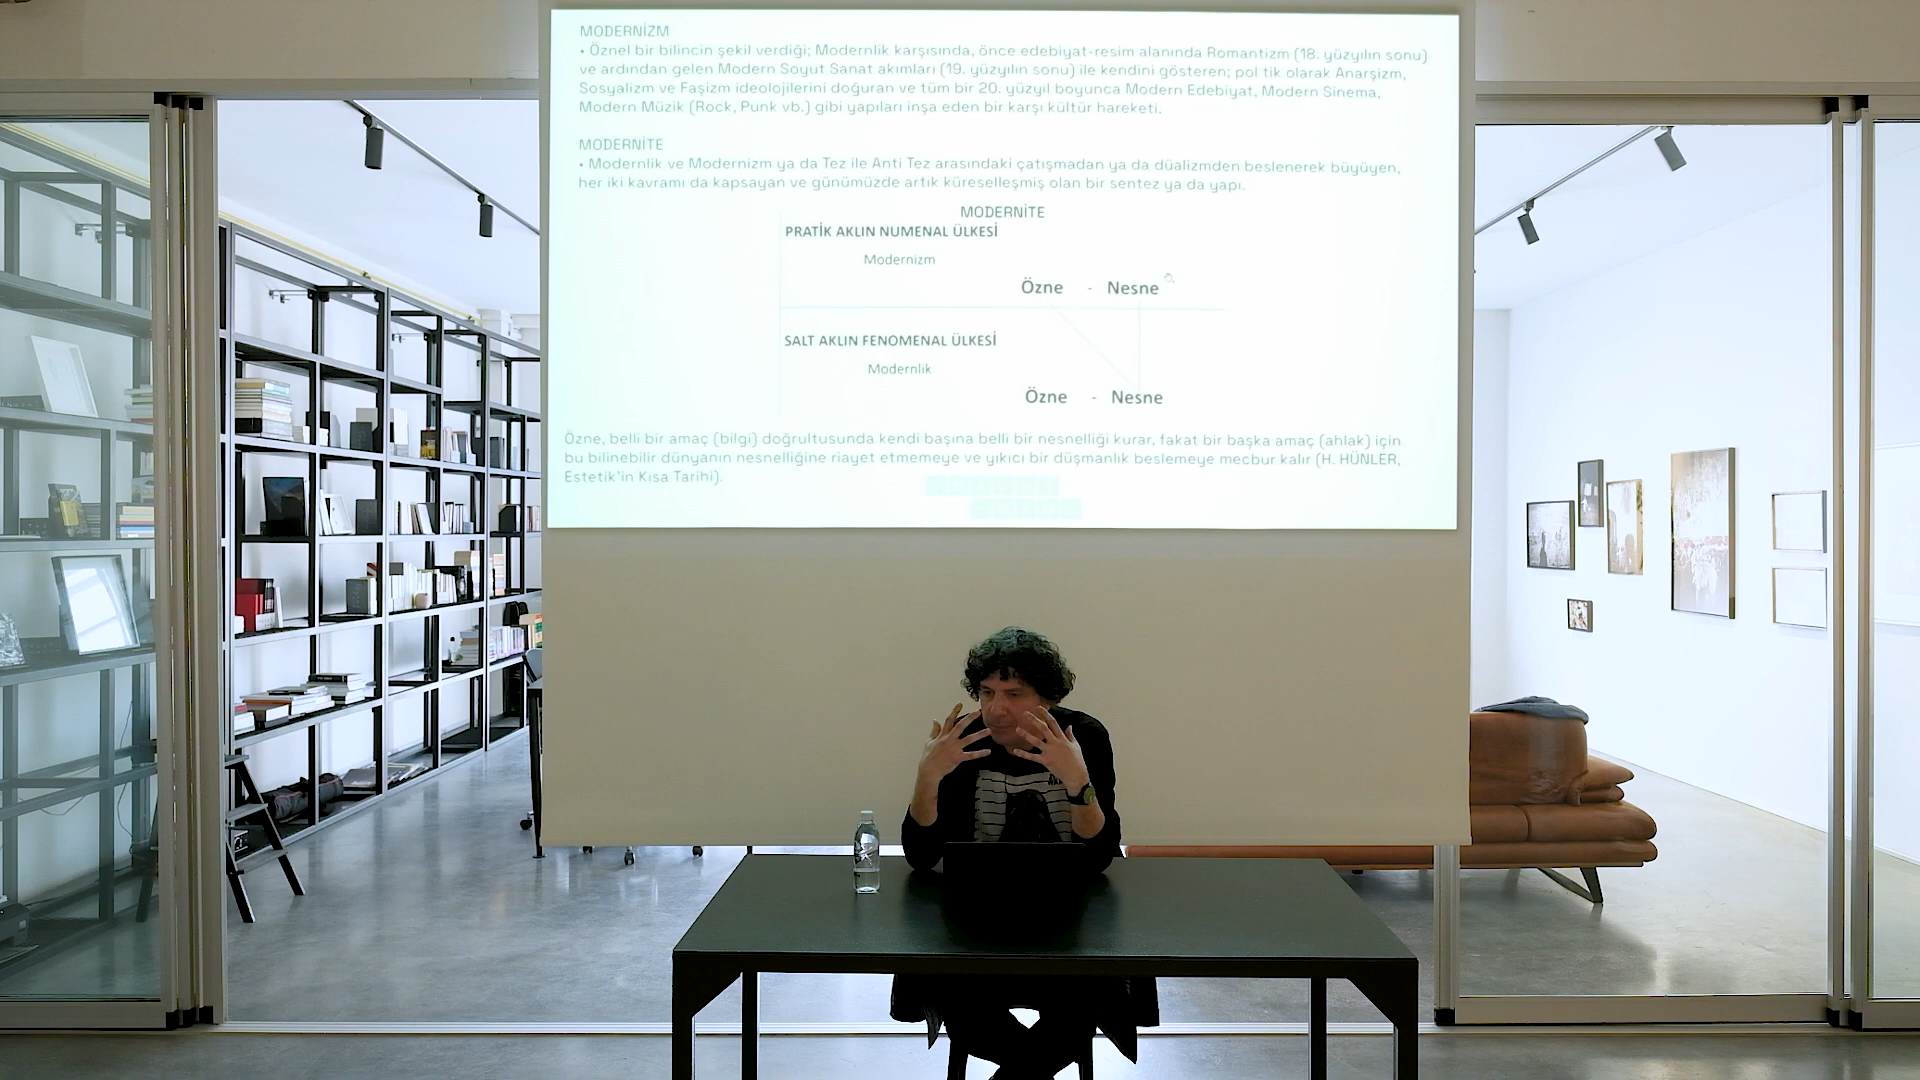 MODERNİZM
• Öznel bir bilincin şekil verdiği; Modernlik karşısında, önce edebiyat-resim alanında Romantizm (18. yüzyılın sonu)
ve ardından gelen Modern Soyut Sanat akımları (19. yüzyılın sonu) ile kendini gösteren; pol tik olarak Anarşizm,
Sosyalizm ve Faşizm ideolojilerini doğuran ve tüm bir 20. yüzyıl boyunca Modern Edebiyat, Modern Sinema,
Modern Müzik (Rock, Punk vb.) gibi yapıları inşa eden bir karşı kültür hareketi.
MODERNİTE
• Modernlik ve Modernizm ya da Tez ile Anti Tez arasındaki çatışmadan ya da düalizmden beslenerek büyüyen,
her iki kavramı da kapsayan ve günümüzde artık küreselleşmiş olan bir sentez ya da yapı.
MODERNİTE
PRATİK AKLIN NUMENAL ÜLKESİ
Modernizm
Özne - Nesne
SALT AKLIN FENOMENAL ÜLKESİ
Modernlik
Özne - Nesne
Özne, belli bir amaç (bilgi) doğrultusunda kendi başına belli bir nesnelliği kurar, fakat bir başka amaç (ahlak) için
bu bilinebilir dünyanın nesnelliğine riayet etmemeye ve yıkıcı bir düşmanlık beslemeye mecbur kalır (H. HÜNLER,
Estetik'in Kısa Tarihi).